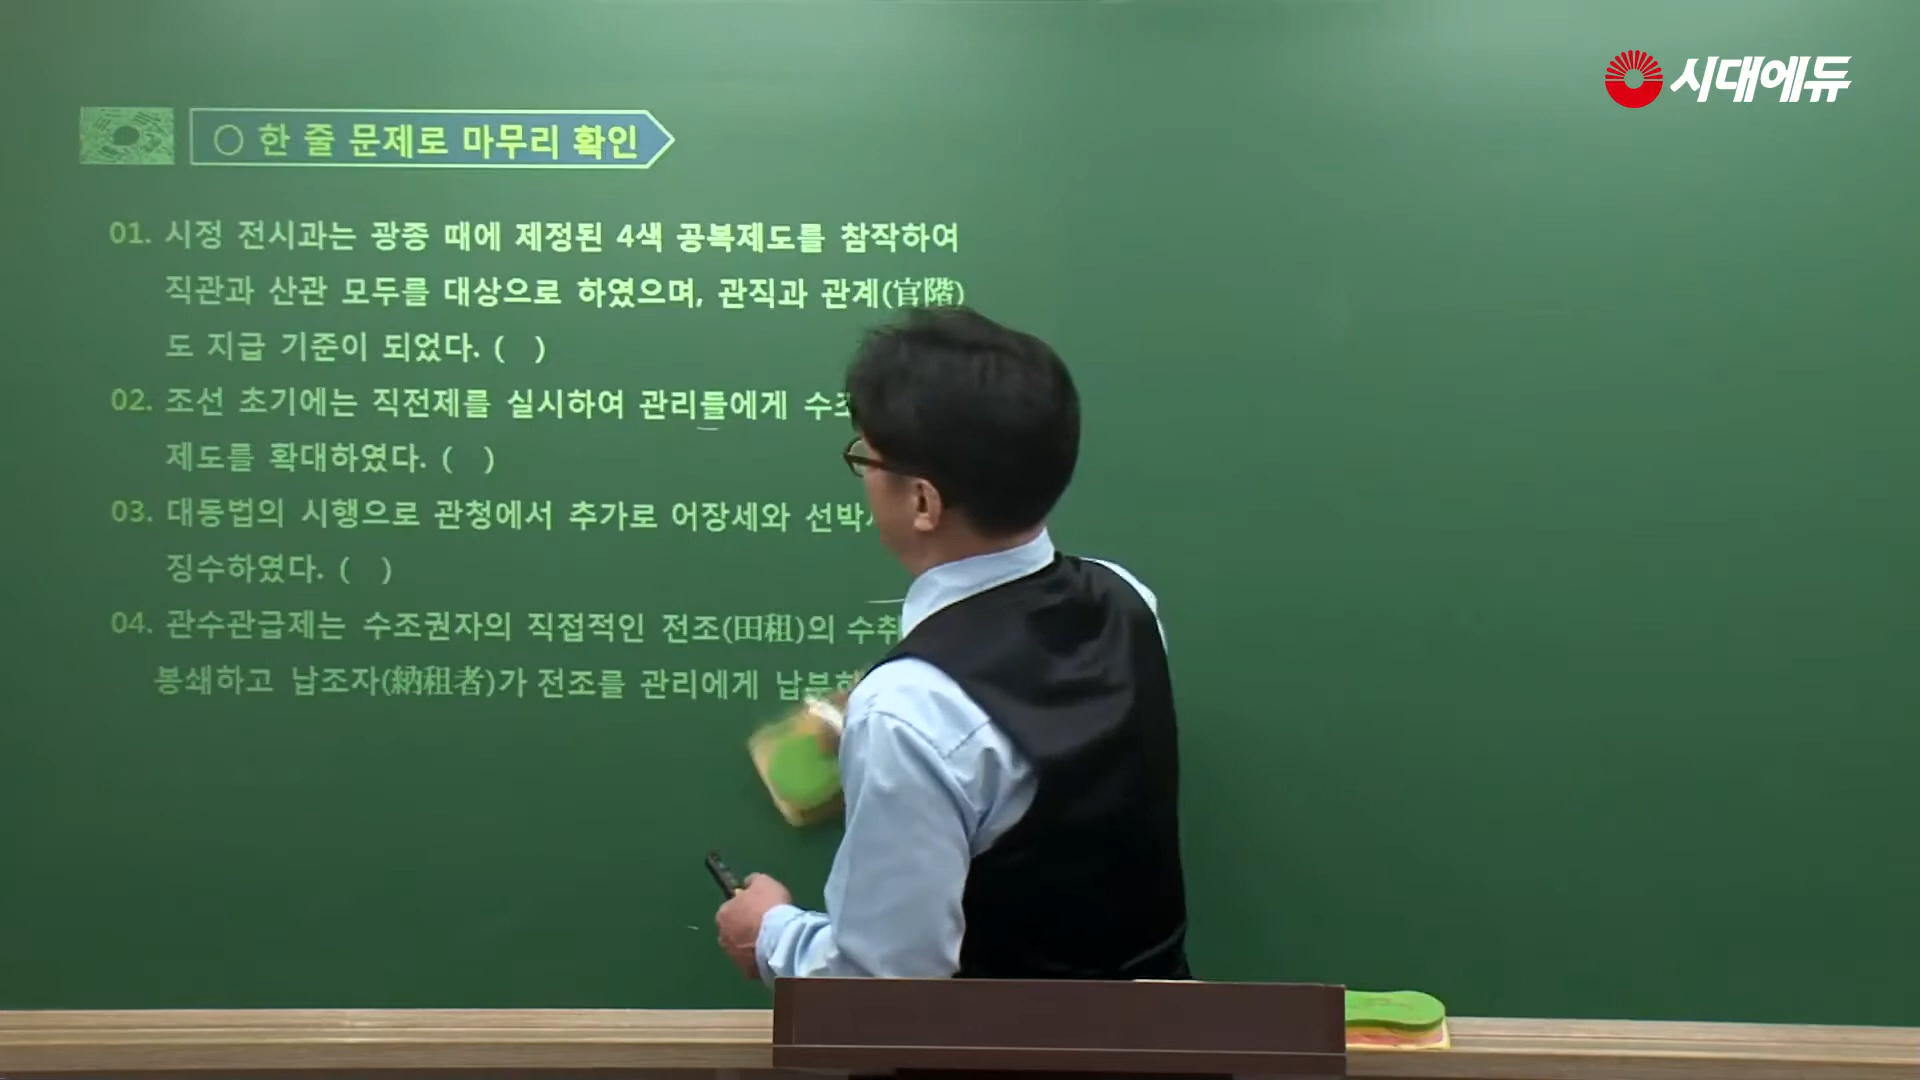 시대에듀
○ 한 줄 문제로 마무리 확인
01. 시정 전시과는 광종 때에 제정된 4색 공복제도를 참작하여
직관과 산관 모두를 대상으로 하였으며, 관직과 관계(官階)
도 지급 기준이 되었다. ( )
02. 조선 초기에는 직전제를 실시하여 관리들에게
제도를 확대하였다. ( )
03. 대동법의 시행으로 관청에서 추가로 어장세와
징수하였다. ( )
04. 관수관급제는 수조권자의 직접적인 전조(田租)의 수취
봉쇄하고 납조자(納租者)가 전조를 관리에게